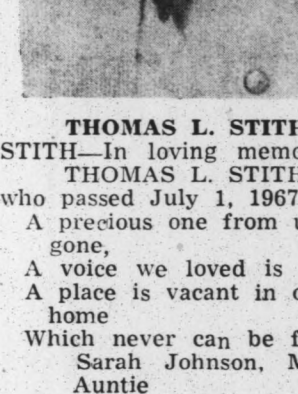 THOMAS L. STITH
STITH—In loving memo
THOMAS L. STITH
who passed July 1, 1967
A precious one from u
gone,
A voice we loved is
A place is vacant in o
home
Which never can be f
Sarah Johnson, M
Auntie